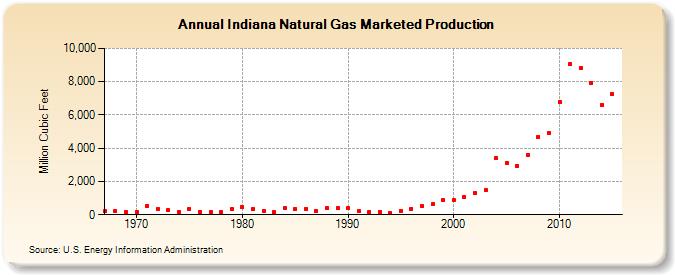 Annual Indiana Natural Gas Marketed Production
Million Cubic Feet
10,000
8,000
6,000
4,000
2,000
0
1970 1980 1990 2000 2010
Source: U.S. Energy Information Administration